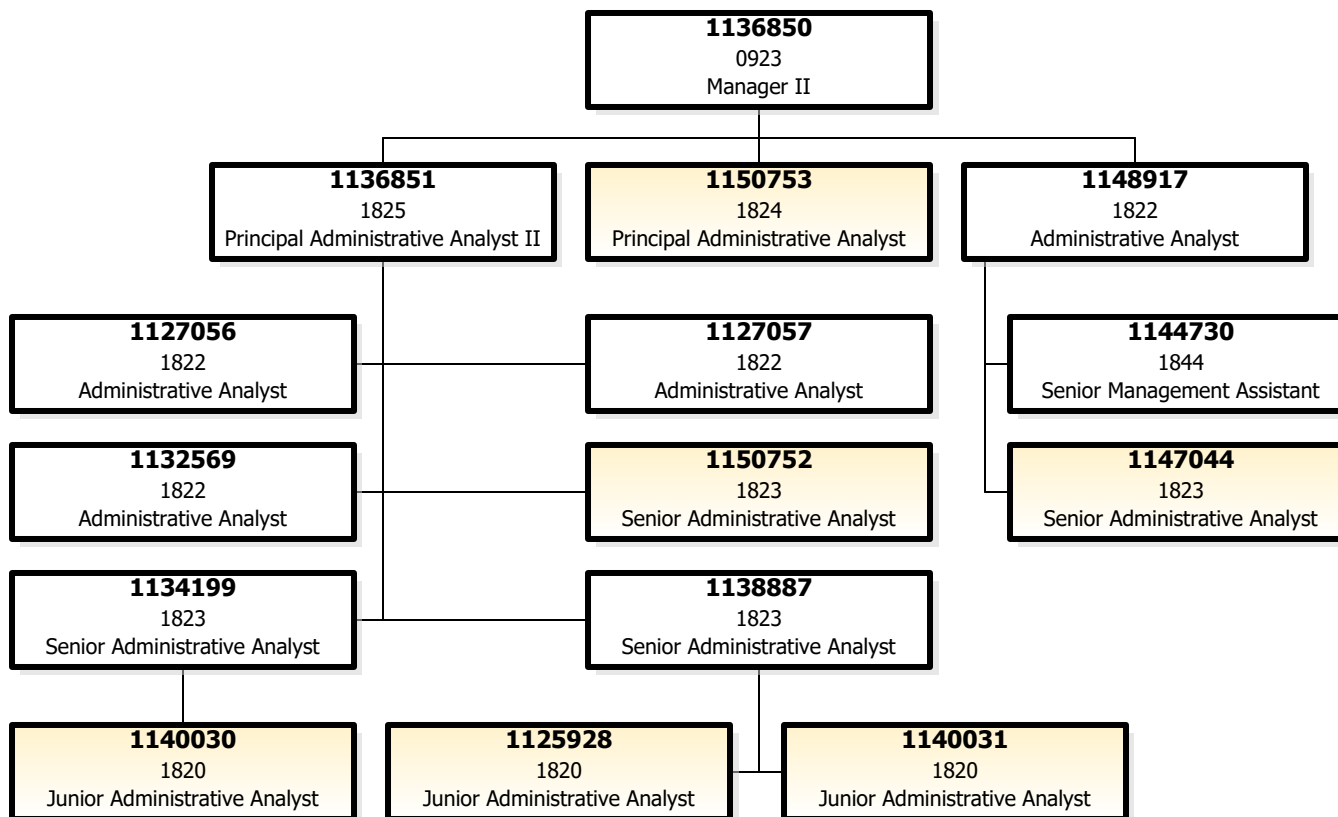 1136850
0923
Manager II
1136851
1825
Principal Administrative Analyst II
1150753
1824
Principal Administrative Analyst
1148917
1822
Administrative Analyst
1127056
1822
Administrative Analyst
1127057
1822
Administrative Analyst
1144730
1844
Senior Management Assistant
1132569
1822
Administrative Analyst
1150752
1823
Senior Administrative Analyst
1147044
1823
Senior Administrative Analyst
1134199
1823
Senior Administrative Analyst
1138887
1823
Senior Administrative Analyst
1140030
1820
Junior Administrative Analyst
1125928
1820
Junior Administrative Analyst
1140031
1820
Junior Administrative Analyst